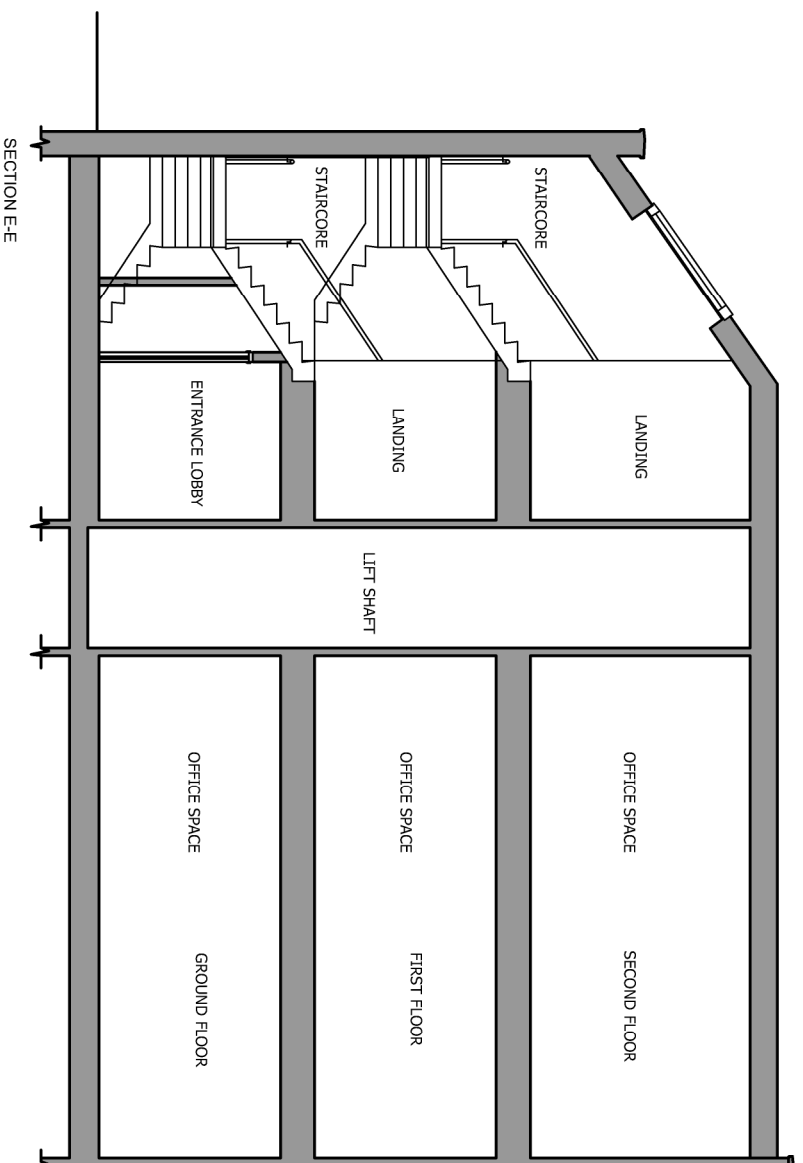 STAIRCORE
LANDING
OFFICE SPACE
SECOND FLOOR
STAIRCORE
LANDING
LIFT SHAFT
OFFICE SPACE
FIRST FLOOR
ENTRANCE LOBBY
OFFICE SPACE
GROUND FLOOR
SECTION E-E